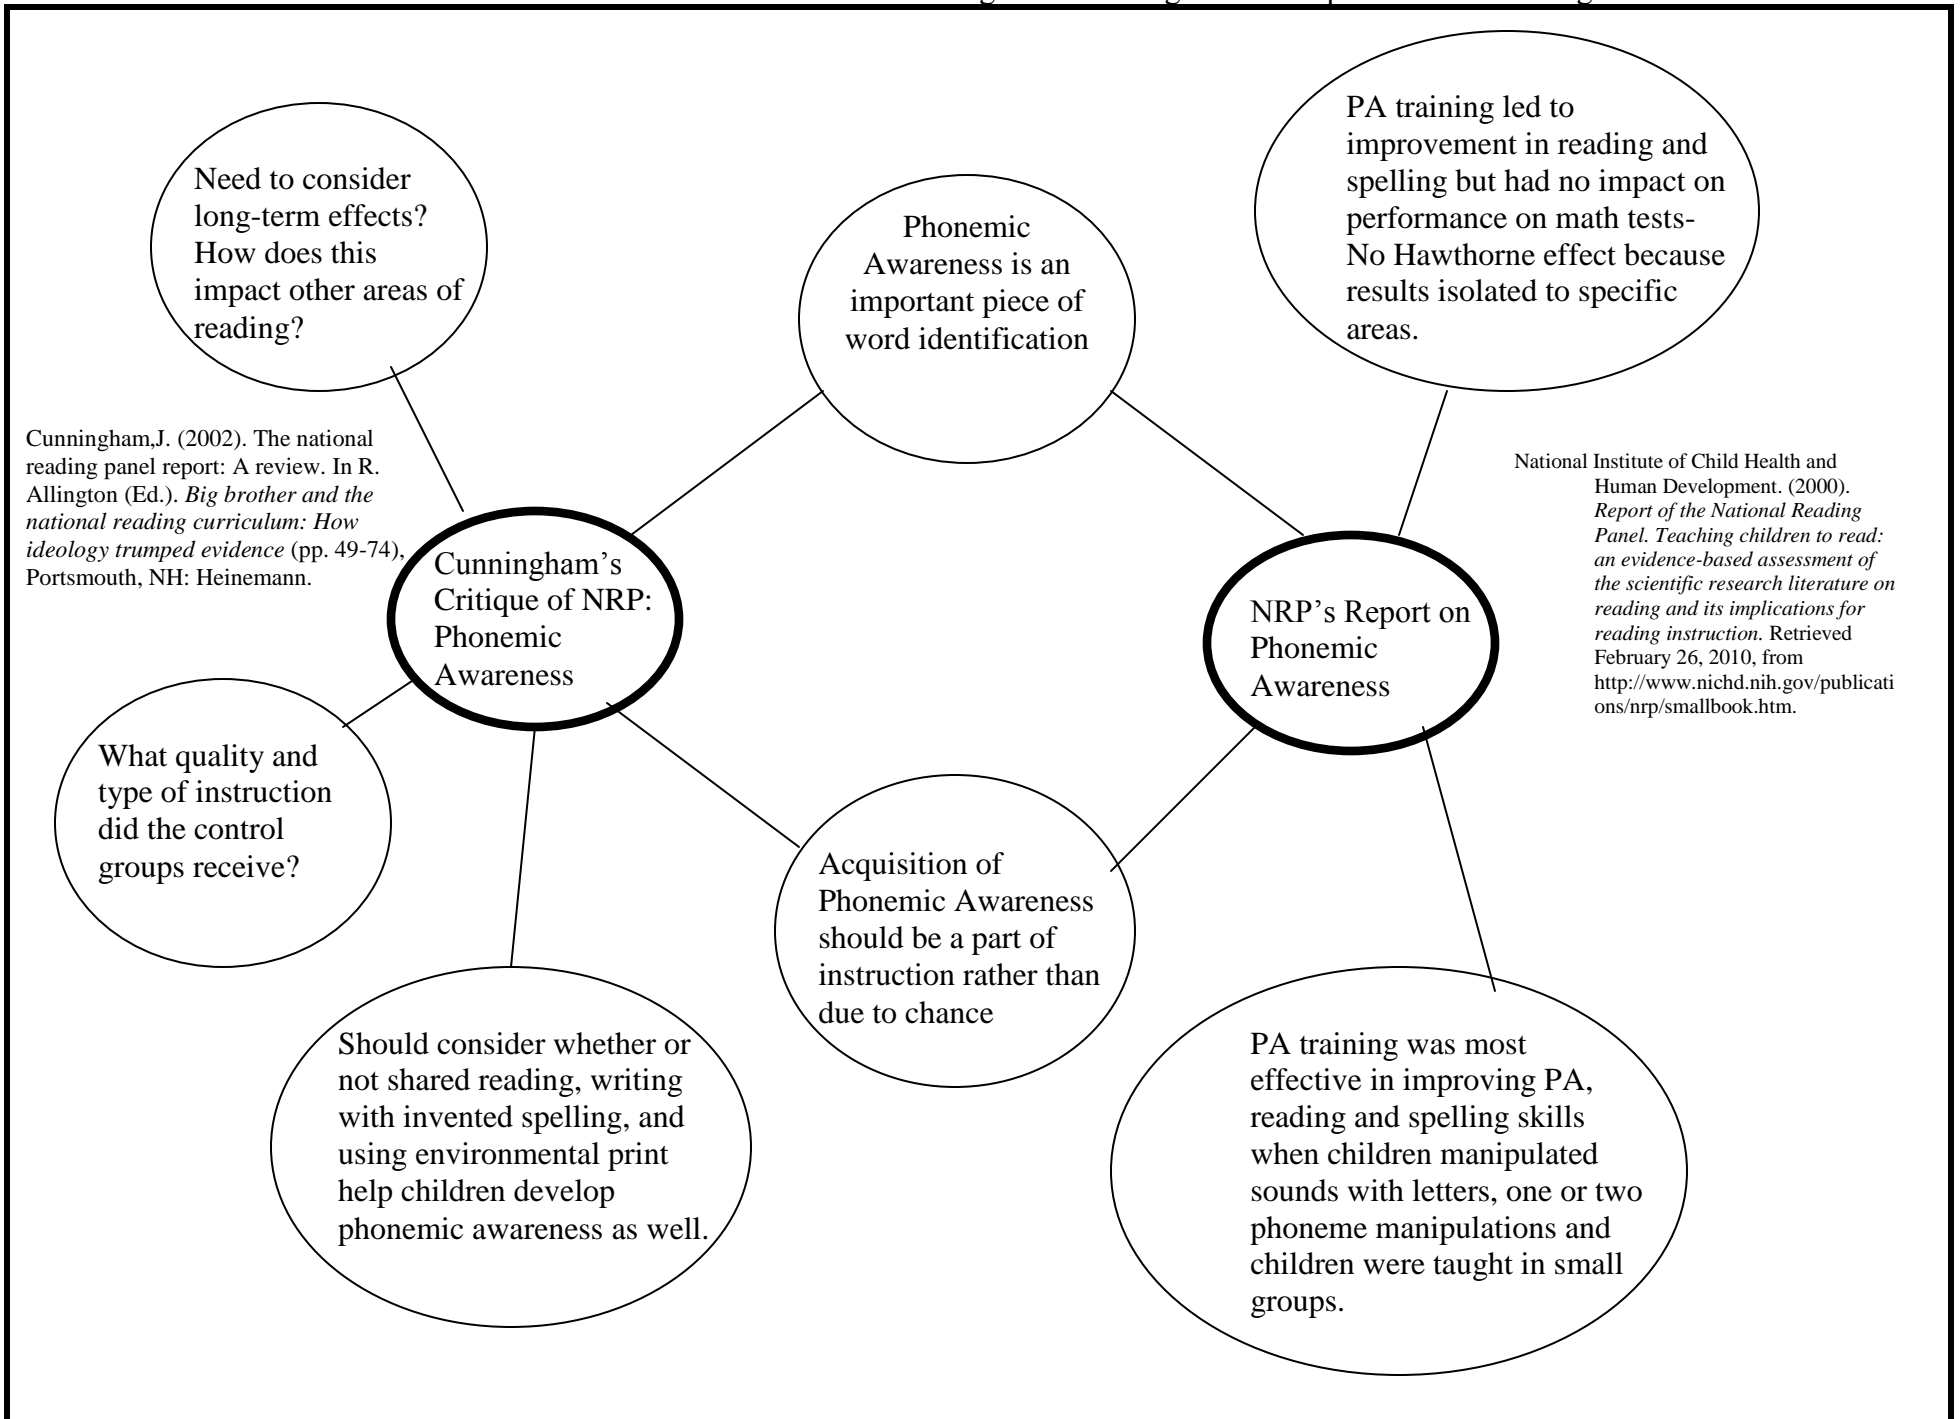 Need to consider
long-term effects?
How does this
impact other areas of
reading?
Phonemic
Awareness is an
important piece of
word identification
PA training led to
improvement in reading and
spelling but had no impact on
performance on math tests-
No Hawthorne effect because
results isolated to specific
areas.
Cunningham,J. (2002). The national
reading panel report: A review. In R.
Allington (Ed.). Big brother and the
national reading curriculum: How
ideology trumped evidence (pp. 49-74),
Portsmouth, NH: Heinemann.
National Institute of Child Health and
Human Development. (2000).
Report of the National Reading
Panel. Teaching children to read:
an evidence-based assessment of
the scientific research literature on
reading and its implications for
reading instruction. Retrieved
February 26, 2010, from
http://www.nichd.nih.gov/publicati
ons/nrp/smallbook.htm.
Cunningham’s
Critique of NRP:
Phonemic
Awareness
NRP’s Report on
Phonemic
Awareness
What quality and
type of instruction
did the control
groups receive?
Acquisition of
Phonemic Awareness
should be a part of
instruction rather than
due to chance
Should consider whether or
not shared reading, writing
with invented spelling, and
using environmental print
help children develop
phonemic awareness as well.
PA training was most
effective in improving PA,
reading and spelling skills
when children manipulated
sounds with letters, one or two
phoneme manipulations and
children were taught in small
groups.